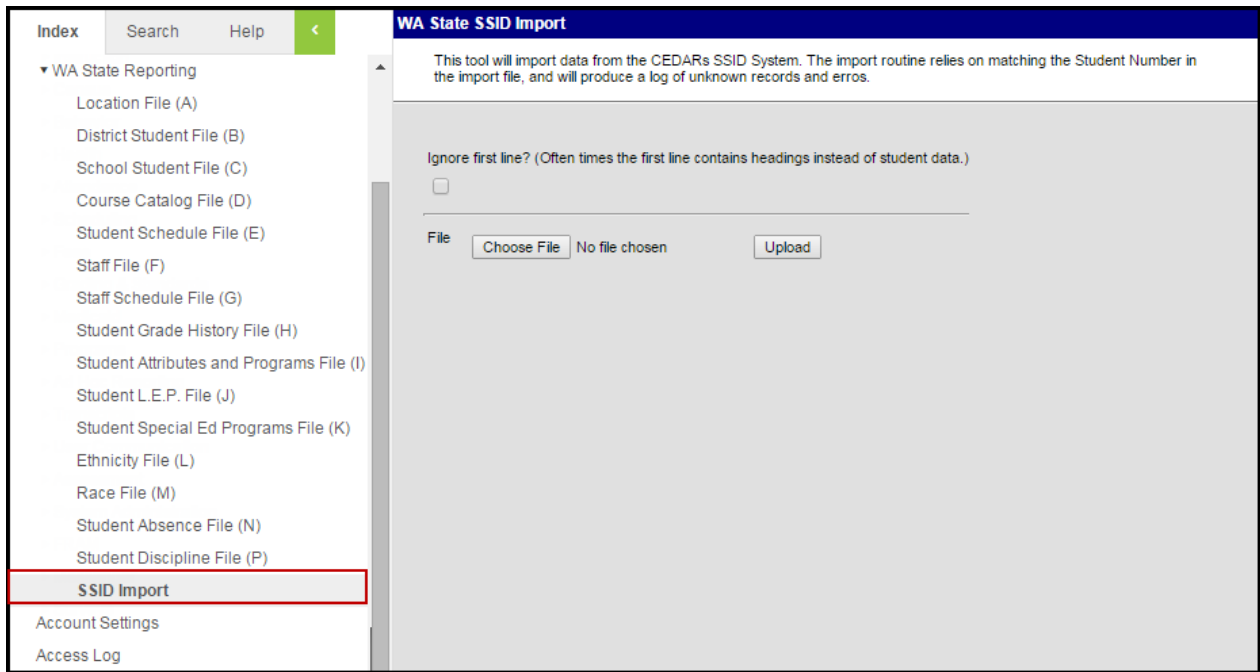 Index Search Help <
▾ WA State Reporting
Location File (A)
District Student File (B)
School Student File (C)
Course Catalog File (D)
Student Schedule File (E)
Staff File (F)
Staff Schedule File (G)
Student Grade History File (H)
Student Attributes and Programs File (I)
Student L.E.P. File (J)
Student Special Ed Programs File (K)
Ethnicity File (L)
Race File (M)
Student Absence File (N)
Student Discipline File (P)
SSID Import
Account Settings
Access Log
WA State SSID Import
This tool will import data from the CEDARs SSID System. The import routine relies on matching the Student Number in
the import file, and will produce a log of unknown records and erros.
Ignore first line? (Often times the first line contains headings instead of student data.)
File Choose File No file chosen Upload